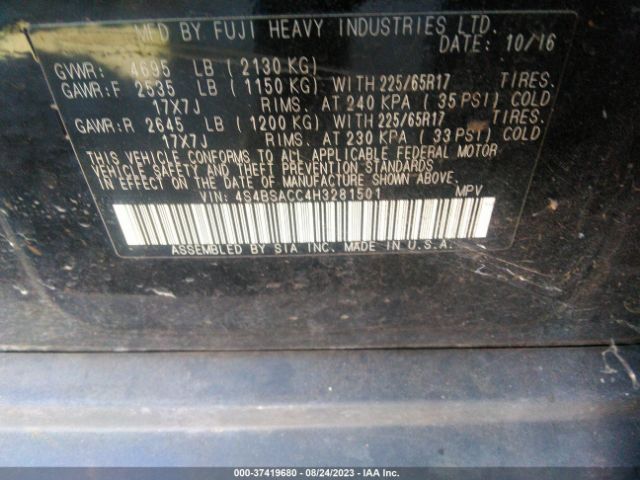 MFD BY FUJI HEAVY INDUSTRIES LTD.
DATE: 10/16
GVWR: 4695 LB (2130 KG)
GAWR:F 2535 LB (1150 KG) WITH 225/65R17 TIRES.
17X7J RIMS. AT 240 KPA (35 PSI) COLD
GAWR:R 2645 LB (1200 KG) WITH 225/65R17 TIRES.
17X7J RIMS. AT 230 KPA (33 PSI) COLD
THIS VEHICLE CONFORMS TO ALL APPLICABLE FEDERAL MOTOR
VEHICLE SAFETY AND THEFT PREVENTION STANDARDS
IN EFFECT ON THE DATE OF MANUFACTURE SHOWN ABOVE.
VIN: 4S4BSACC4H3281501 MPV
ASSEMBLED BY SIA INC. MADE IN U.S.A.
000-37419680 - 08/24/2023 - IAA Inc.